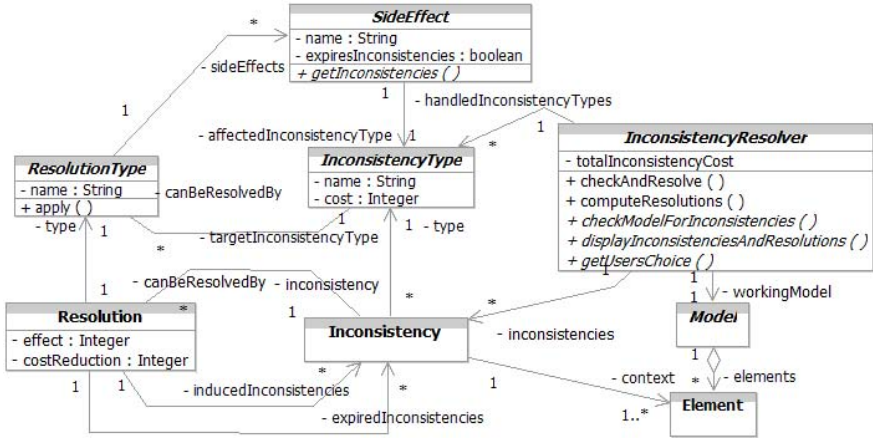 SideEffect
- name : String
- expiresInconsistencies : boolean
+ getInconsistencies ( )
*
- sideEffects
1
1
- affectedInconsistencyType
1
- handledInconsistencyTypes
*
1
InconsistencyResolver
- totalInconsistencyCost
+ checkAndResolve ( )
+ computeResolutions ( )
+ checkModelForInconsistencies ( )
+ displayInconsistenciesAndResolutions ( )
+ getUsersChoice ( )
ResolutionType
- name : String
+ apply ( )
- canBeResolvedBy
InconsistencyType
- name : String
- cost : Integer
- type
1
*
- targetInconsistencyType
1
1
- type
1
- canBeResolvedBy
*
- inconsistency
1
*
Resolution
- effect : Integer
- costReduction : Integer
Inconsistency
1
*
- inconsistencies
1
1
- workingModel
Model
1
*
- elements
1
- context
1..*
Element
1
1
- inducedInconsistencies
*
- expiredInconsistencies
*